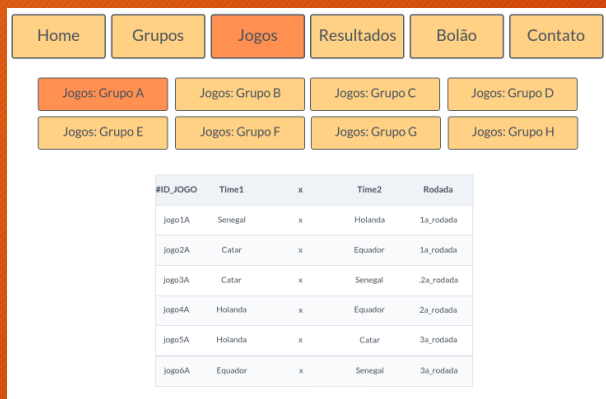 Home Grupos Jogos Resultados Bolão Contato
Jogos: Grupo A Jogos: Grupo B Jogos: Grupo C Jogos: Grupo D
Jogos: Grupo E Jogos: Grupo F Jogos: Grupo G Jogos: Grupo H
#ID_JOGO Time1 x Time2 Rodada
jogo1A Senegal x Holanda 1a_rodada
jogo2A Catar x Equador 1a_rodada
jogo3A Catar x Senegal .2a_rodada
jogo4A Holanda x Equador 2a_rodada
jogo5A Holanda x Catar 3a_rodada
jogo6A Equador x Senegal 3a_rodada